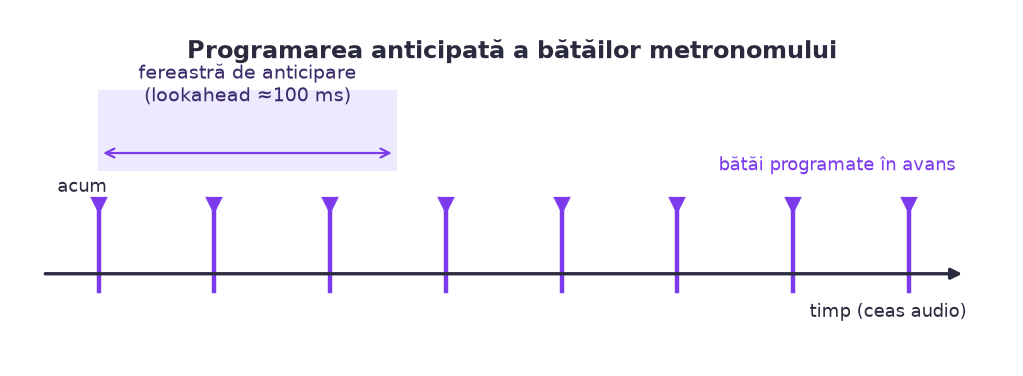 Programarea anticipată a bătăilor metronomului
fereastră de anticipare
(lookahead ≈100 ms)
bătăi programate în avans
acum
timp (ceas audio)